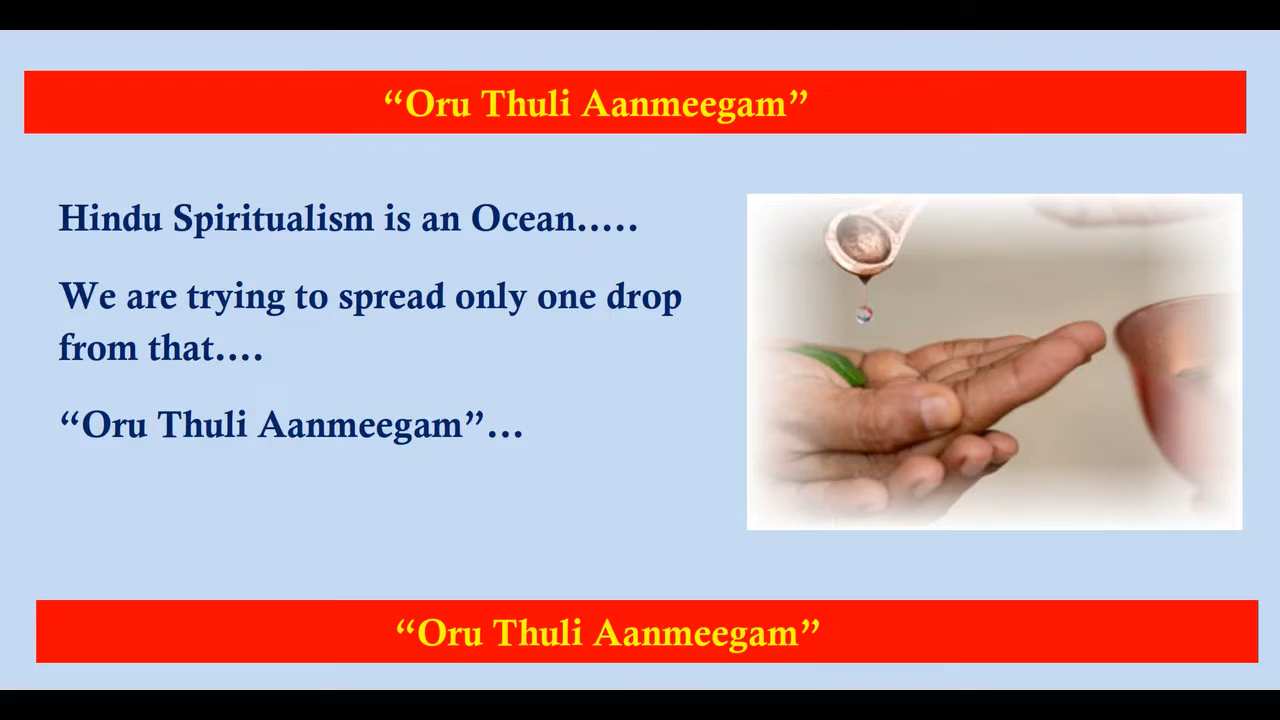 “Oru Thuli Aanmeegam”
Hindu Spiritualism is an Ocean.....
We are trying to spread only one drop
from that....
“Oru Thuli Aanmeegam”...
“Oru Thuli Aanmeegam”